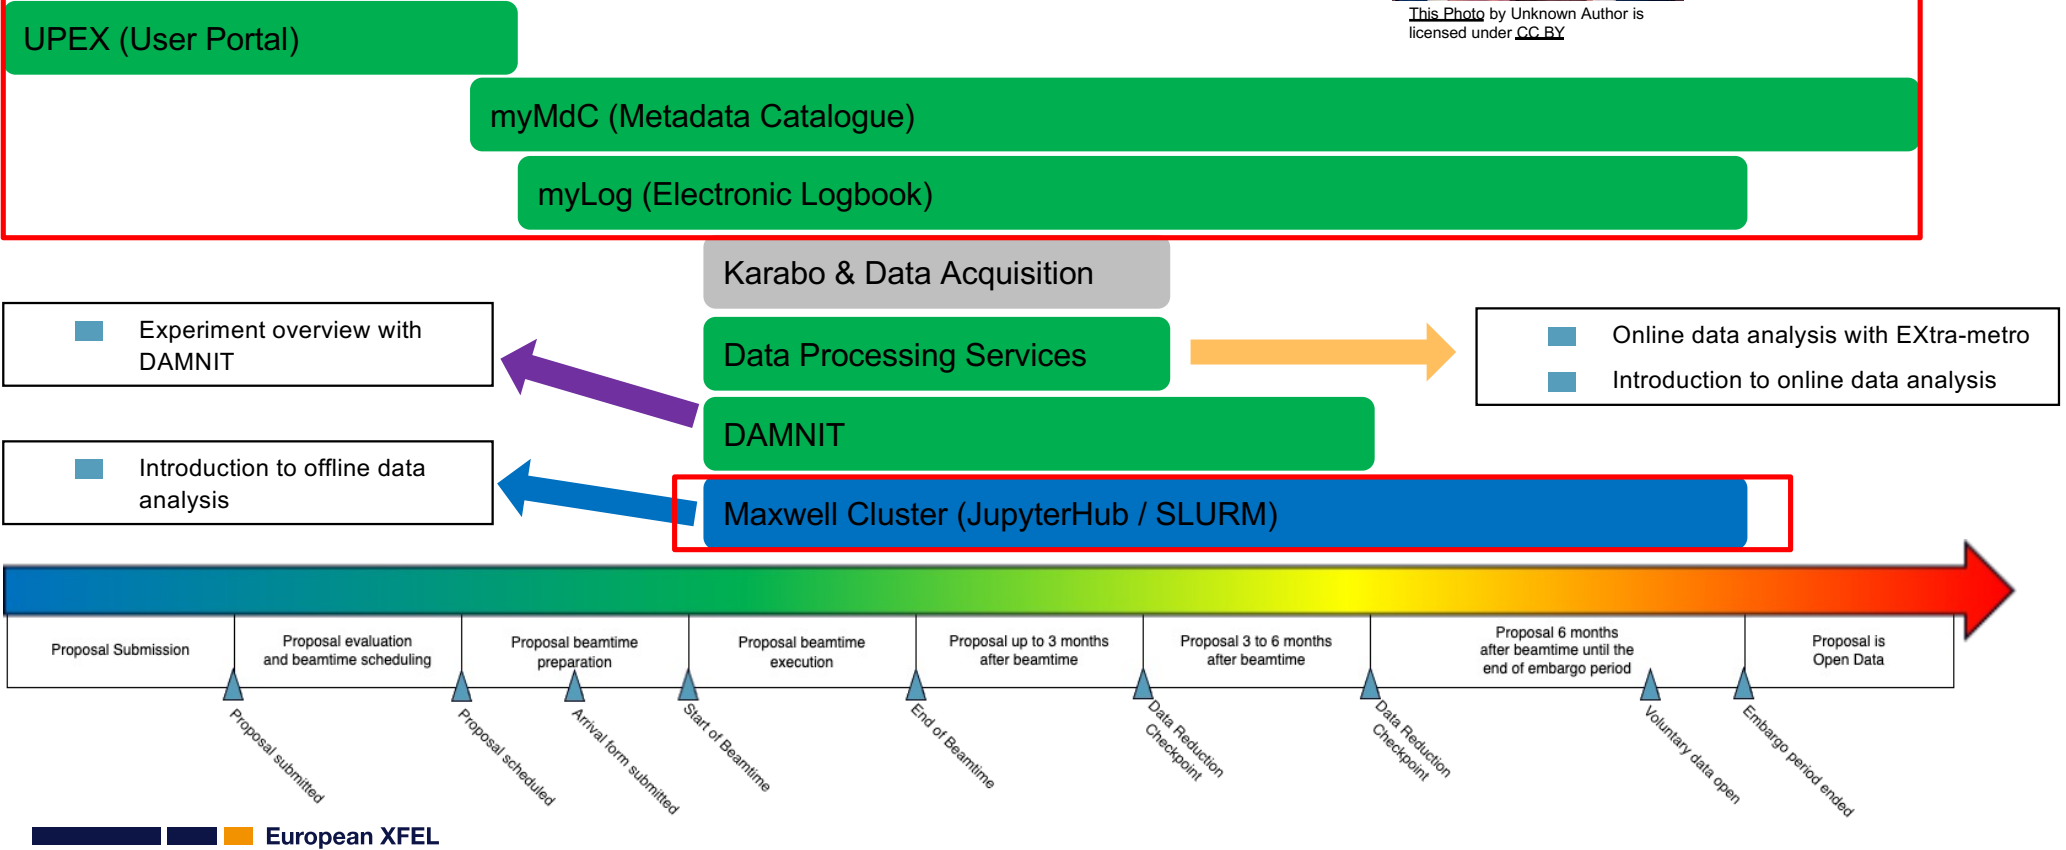 This Photo by Unknown Author is
licensed under CC BY
UPEX (User Portal)
myMdC (Metadata Catalogue)
myLog (Electronic Logbook)
Karabo & Data Acquisition
Experiment overview with
DAMNIT
Data Processing Services
Online data analysis with EXtra-metro
Introduction to online data analysis
DAMNIT
Introduction to offline data
analysis
Maxwell Cluster (JupyterHub / SLURM)
Proposal Submission
Proposal evaluation
and beamtime scheduling
Proposal beamtime
preparation
Proposal beamtime
execution
Proposal up to 3 months
after beamtime
Proposal 3 to 6 months
after beamtime
Proposal 6 months
after beamtime until the
end of embargo period
Proposal is
Open Data
Proposal submitted
Proposal scheduled
Arrival form submitted
Start of Beamtime
End of Beamtime
Data Reduction
Checkpoint
Data Reduction
Checkpoint
Voluntary data open
Embargo period ended
European XFEL